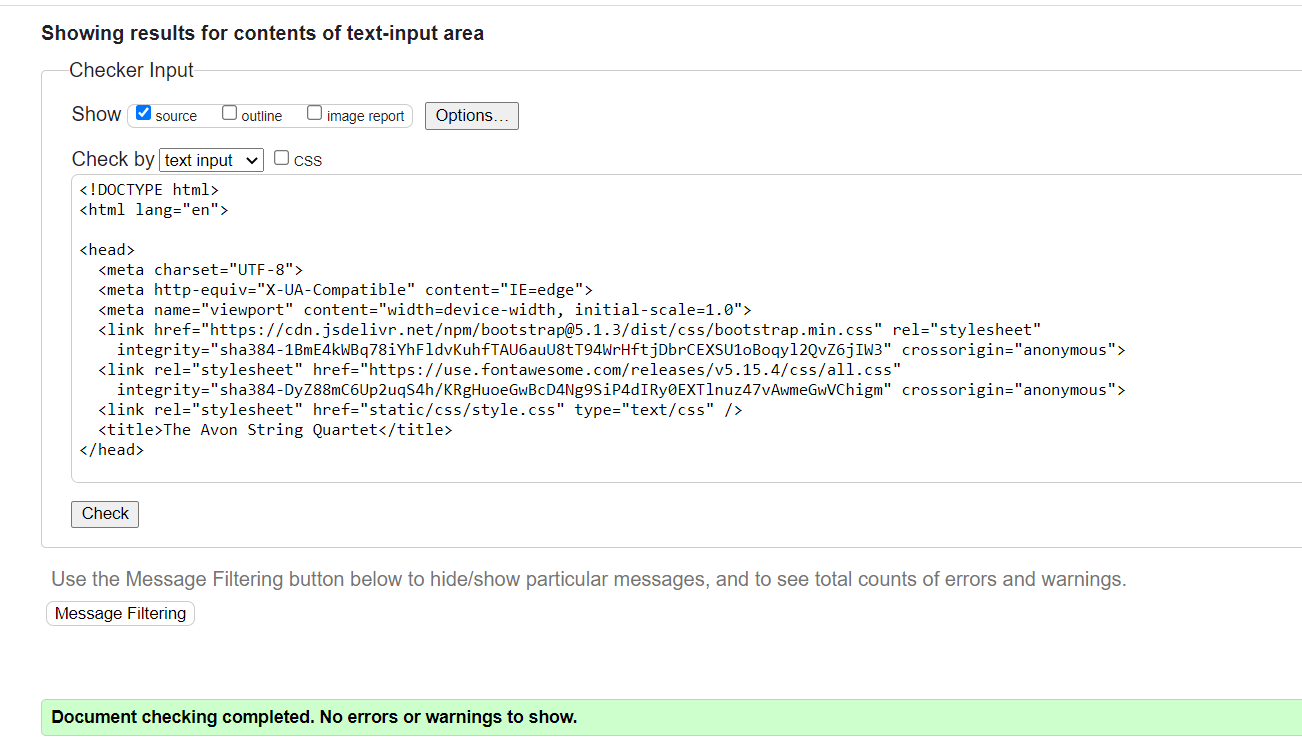 Showing results for contents of text-input area
Checker Input
Show source outline image report Options...
Check by text input CSS
<!DOCTYPE html>
<html lang="en">
<head>
<meta charset="UTF-8">
<meta http-equiv="X-UA-Compatible" content="IE=edge">
<meta name="viewport" content="width=device-width, initial-scale=1.0">
<link href="https://cdn.jsdelivr.net/npm/bootstrap@5.1.3/dist/css/bootstrap.min.css" rel="stylesheet"
integrity="sha384-1BmE4kWBq78iYhFldvKuhfTAU6auU8tT94WrHftjDbrCEXSU1oBoqyl2QvZ6jIW3" crossorigin="anonymous">
<link rel="stylesheet" href="https://use.fontawesome.com/releases/v5.15.4/css/all.css"
integrity="sha384-DyZ88mC6Up2uqS4h/KRgHuoeGwBcD4Ng9SiP4dIRy0EXTlnuz47vAwmeGwVChigm" crossorigin="anonymous">
<link rel="stylesheet" href="static/css/style.css" type="text/css" />
<title>The Avon String Quartet</title>
</head>
Check
Use the Message Filtering button below to hide/show particular messages, and to see total counts of errors and warnings.
Message Filtering
Document checking completed. No errors or warnings to show.